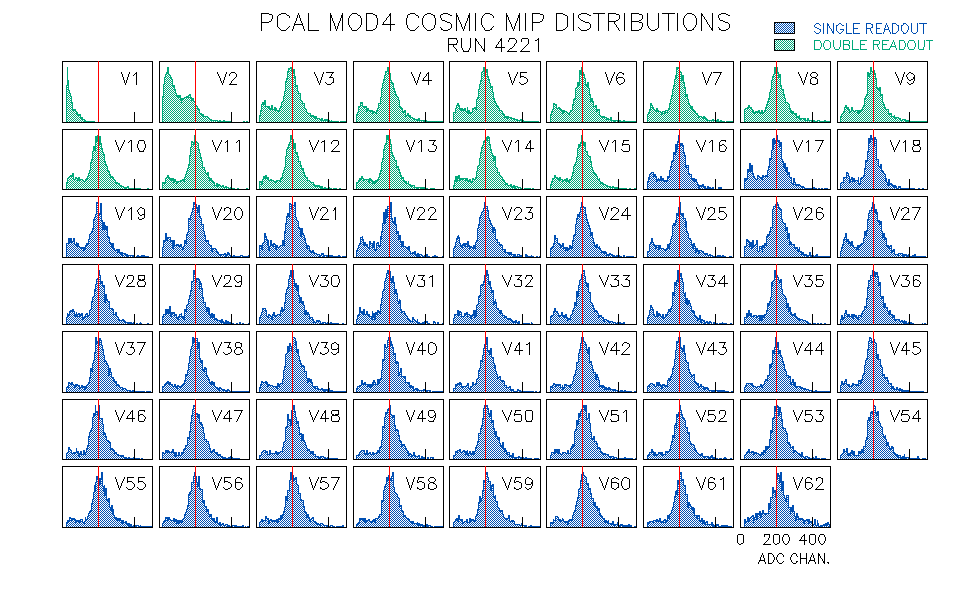 PCAL MOD4 COSMIC MIP DISTRIBUTIONS
RUN 4221
SINGLE READOUT
DOUBLE READOUT
V1 V2 V3 V4 V5 V6 V7 V8 V9
V10 V11 V12 V13 V14 V15 V16 V17 V18
V19 V20 V21 V22 V23 V24 V25 V26 V27
V28 V29 V30 V31 V32 V33 V34 V35 V36
V37 V38 V39 V40 V41 V42 V43 V44 V45
V46 V47 V48 V49 V50 V51 V52 V53 V54
V55 V56 V57 V58 V59 V60 V61 V62
0 200 400
ADC CHAN.